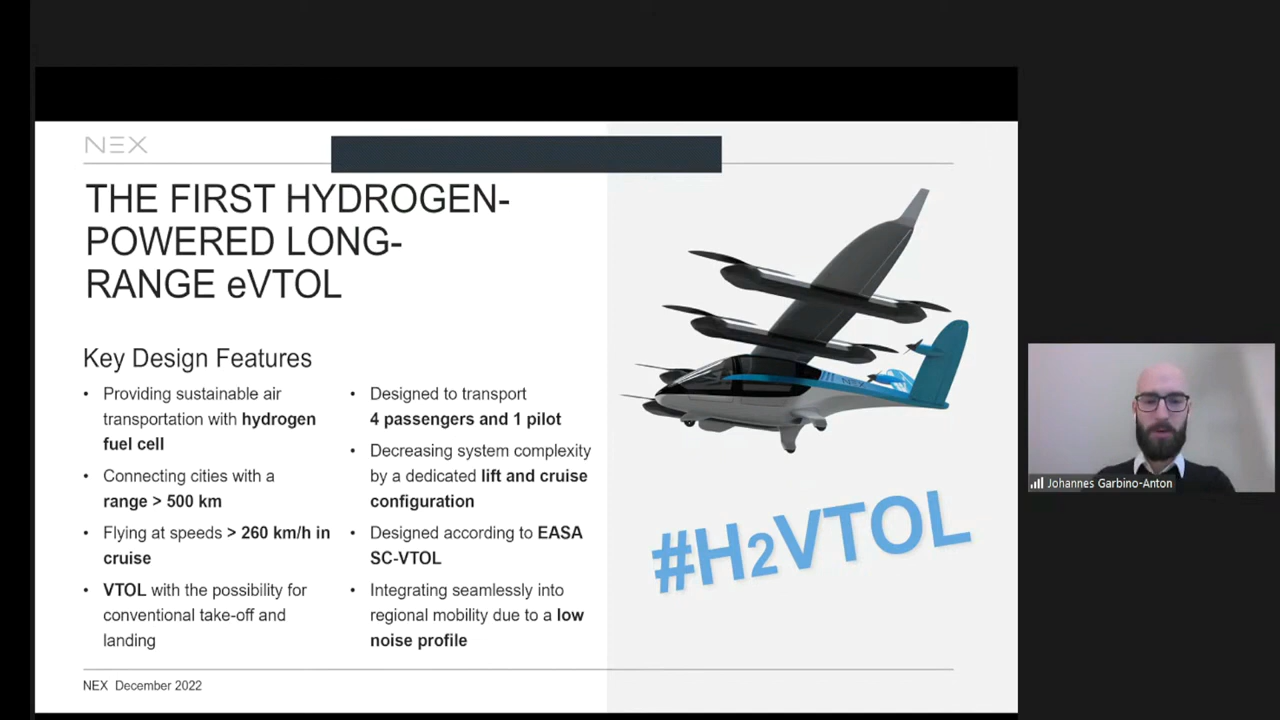 NEX
THE FIRST HYDROGEN-
POWERED LONG-
RANGE eVTOL
Key Design Features
• Providing sustainable air
transportation with hydrogen
fuel cell
• Connecting cities with a
range > 500 km
• Flying at speeds > 260 km/h in
cruise
• VTOL with the possibility for
conventional take-off and
landing
• Designed to transport
4 passengers and 1 pilot
• Decreasing system complexity
by a dedicated lift and cruise
configuration
• Designed according to EASA
SC-VTOL
• Integrating seamlessly into
regional mobility due to a low
noise profile
NEX
#H2VTOL
NEX December 2022
Johannes Garbino-Anton